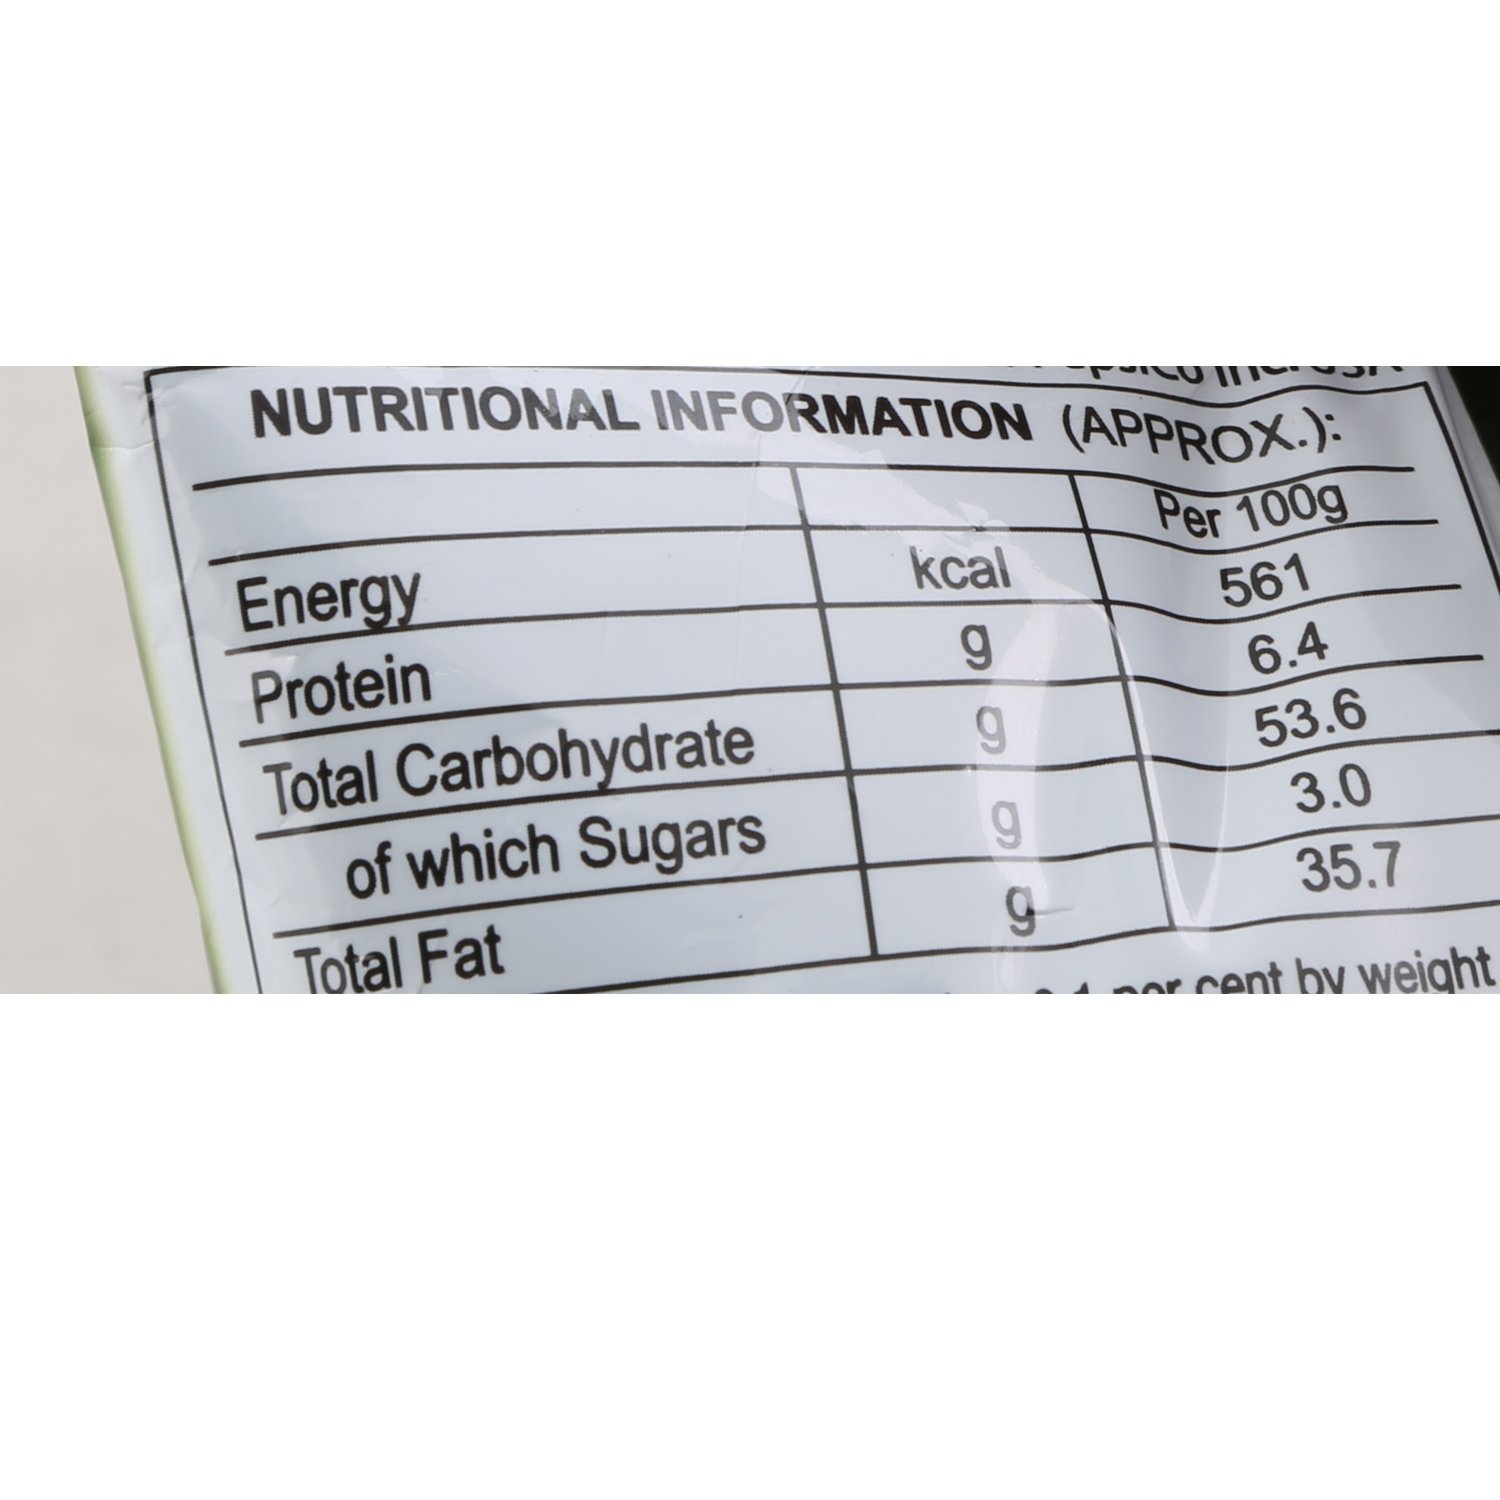 NUTRITIONAL INFORMATION (APPROX.):
Per 100g
Energy kcal 561
Protein g 6.4
Total Carbohydrate g 53.6
of which Sugars g 3.0
Total Fat g 35.7
per cent by weight